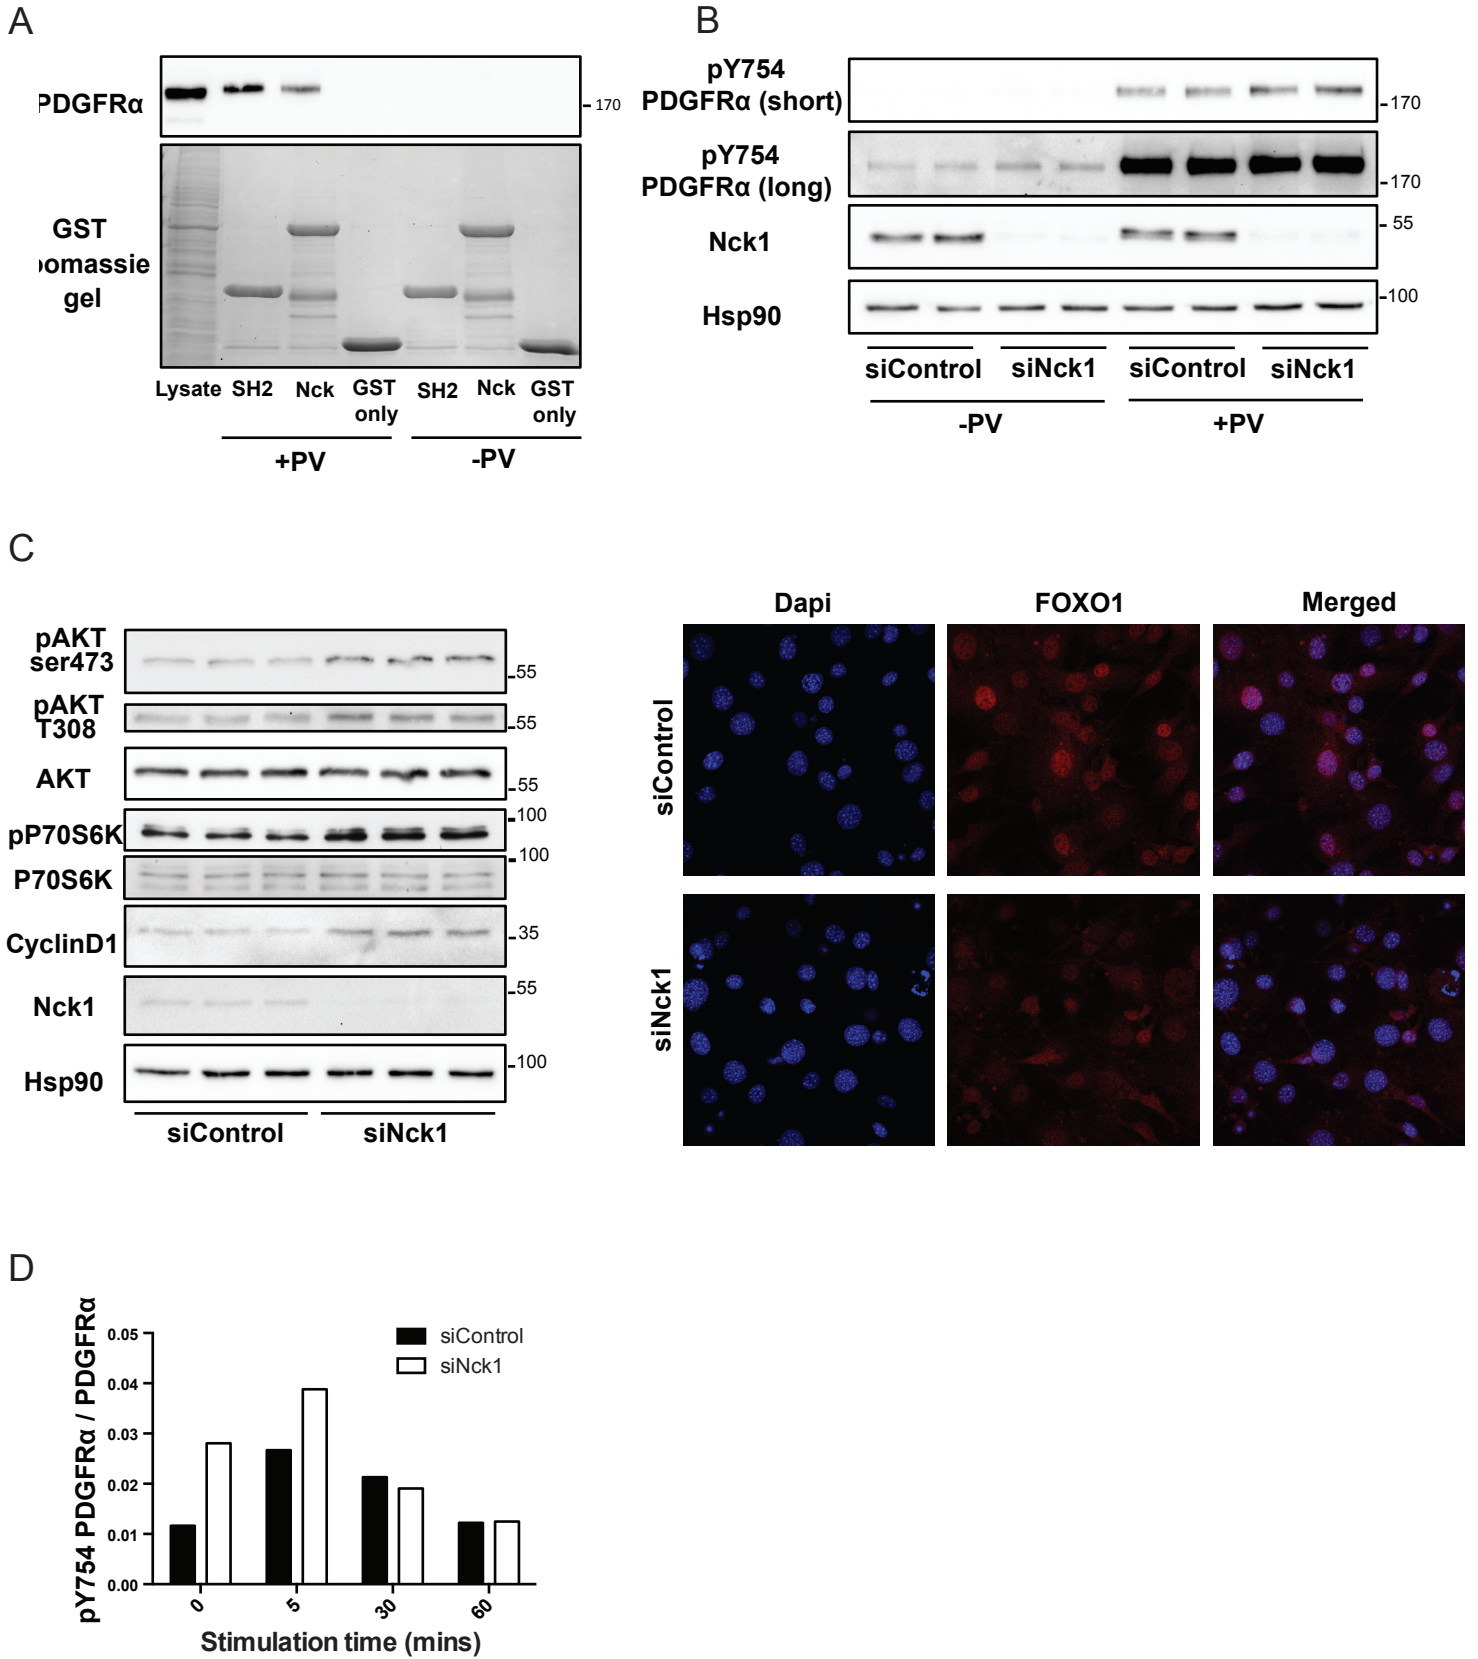 A
PDGFRα
170
GST
oomassie
gel
Lysate SH2 Nck GST only SH2 Nck GST only
+PV -PV
B
pY754
PDGFRα (short)
170
pY754
PDGFRα (long)
170
Nck1
55
Hsp90
100
siControl siNck1 siControl siNck1
-PV +PV
C
pAKT
ser473
55
pAKT
T308
55
AKT
55
pP70S6K
100
P70S6K
100
CyclinD1
35
Nck1
55
Hsp90
100
siControl siNck1
Dapi FOXO1 Merged
siControl
siNck1
D
pY754 PDGFRα / PDGFRα
0.05
0.04
0.03
0.02
0.01
0.00
siControl
siNck1
0 5 30 60
Stimulation time (mins)